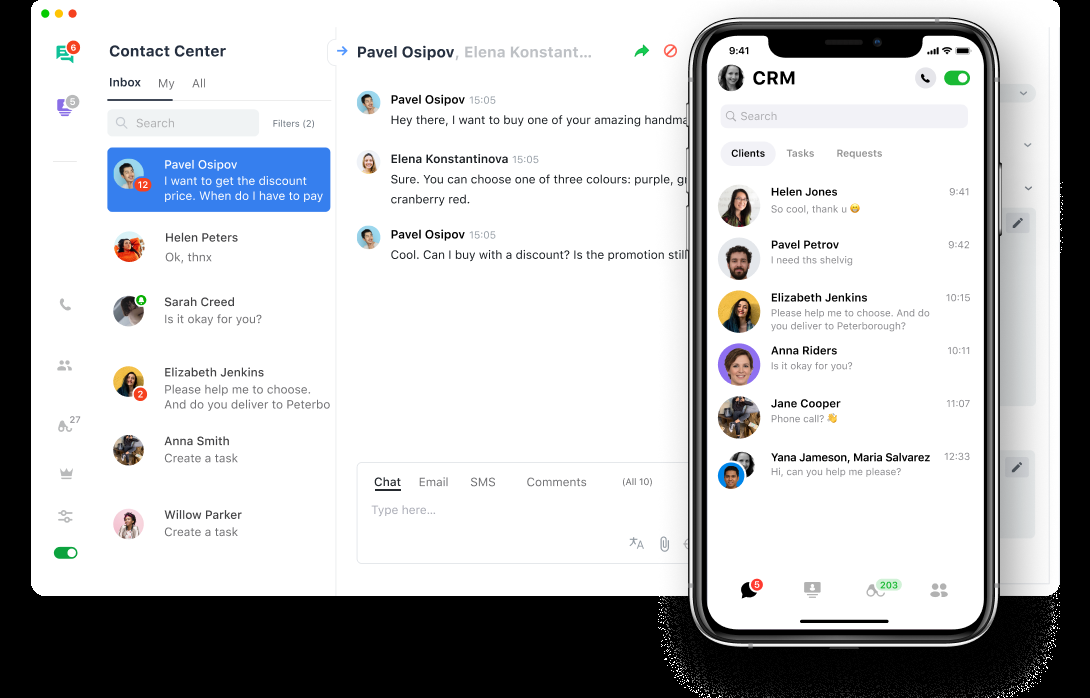 6
5
27
Contact Center
Inbox My All
Search Filters (2)
Pavel Osipov
I want to get the discount
price. When do I have to pay
12
Helen Peters
Ok, thnx
Sarah Creed
Is it okay for you?
Elizabeth Jenkins
Please help me to choose.
And do you deliver to Peterbo
2
Anna Smith
Create a task
Willow Parker
Create a task
Pavel Osipov, Elena Konstant...
Pavel Osipov 15:05
Hey there, I want to buy one of your amazing handma
Elena Konstantinova 15:05
Sure. You can choose one of three colours: purple, g
cranberry red.
Pavel Osipov 15:05
Cool. Can I buy with a discount? Is the promotion still
Chat Email SMS Comments (All 10)
Type here...
9:41
CRM
Search
Clients Tasks Requests
Helen Jones 9:41
So cool, thank u 😋
Pavel Petrov 9:42
I need ths shelvig
Elizabeth Jenkins 10:15
Please help me to choose. And do
you deliver to Peterborough?
Anna Riders 10:11
Is it okay for you?
Jane Cooper 11:07
Phone call? 👋
Yana Jameson, Maria Salvarez 12:33
Hi, can you help me please?
5
203